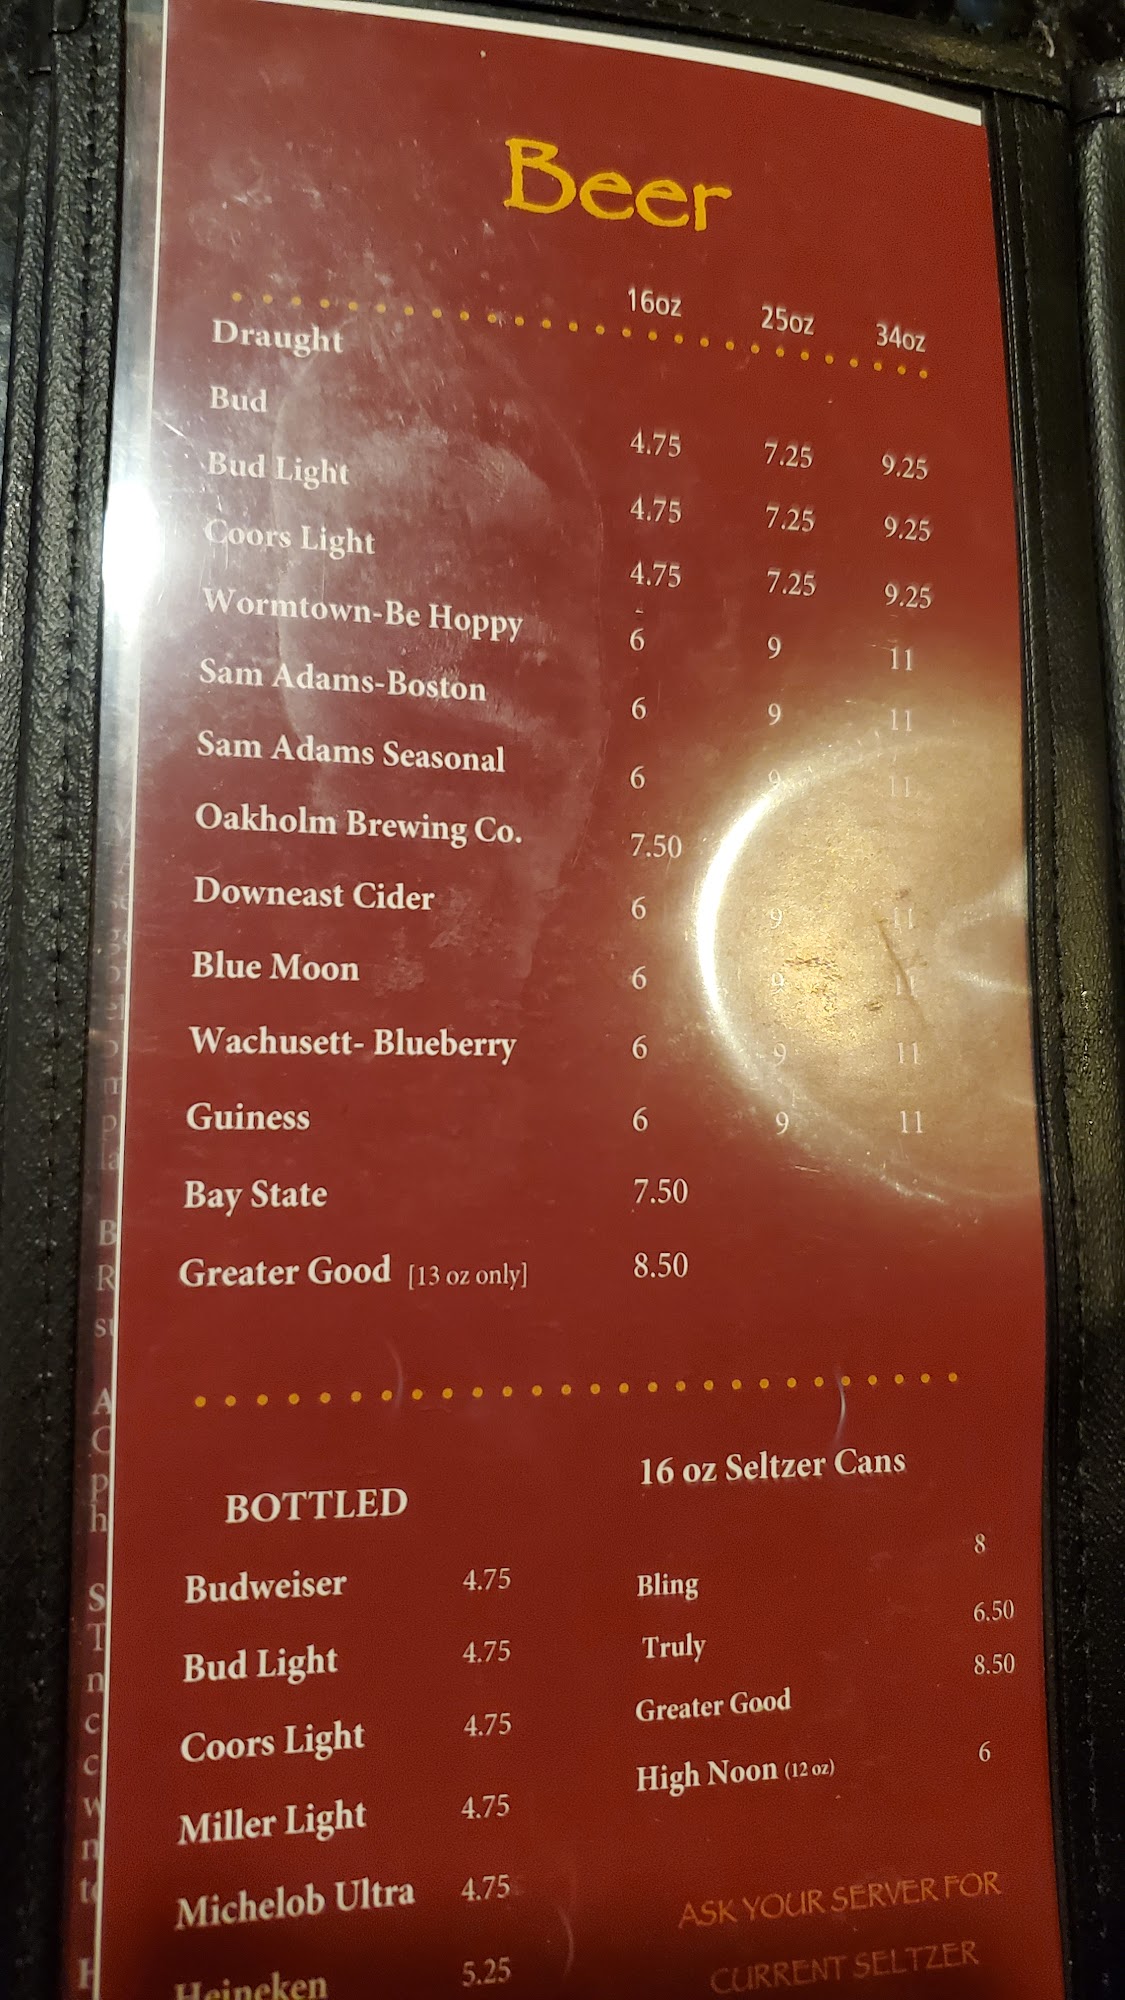 Beer
16oz 25oz 34oz
Draught
Bud 4.75 7.25 9.25
Bud Light 4.75 7.25 9.25
Coors Light 4.75 7.25 9.25
Wormtown-Be Hoppy 6 9 11
Sam Adams-Boston 6 9 11
Sam Adams Seasonal 6 9 11
Oakholm Brewing Co. 7.50
Downeast Cider 6 9 11
Blue Moon 6 9 11
Wachusett- Blueberry 6 9 11
Guiness 6 9 11
Bay State 7.50
Greater Good [13 oz only] 8.50
BOTTLED
Budweiser 4.75
Bud Light 4.75
Coors Light 4.75
Miller Light 4.75
Michelob Ultra 4.75
Heineken 5.25
16 oz Seltzer Cans
Bling 8
Truly 6.50
Greater Good 8.50
High Noon (12 oz) 6
ASK YOUR SERVER FOR
CURRENT SELTZER